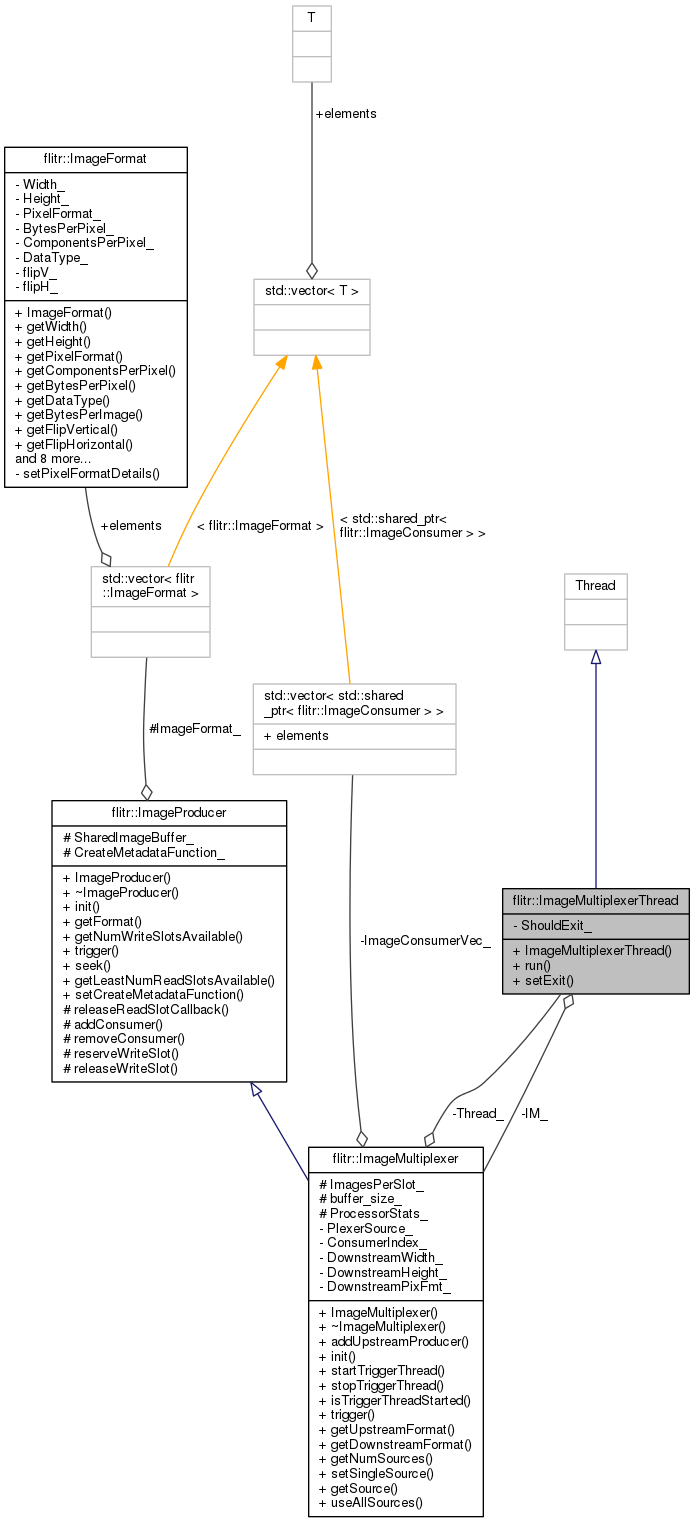 T
+elements
flitr::ImageFormat
- Width_
- Height_
- PixelFormat_
- BytesPerPixel_
- ComponentsPerPixel_
- DataType_
- flipV_
- flipH_
+ ImageFormat()
+ getWidth()
+ getHeight()
+ getPixelFormat()
+ getComponentsPerPixel()
+ getBytesPerPixel()
+ getDataType()
+ getBytesPerImage()
+ getFlipVertical()
+ getFlipHorizontal()
and 8 more...
- setPixelFormatDetails()
std::vector< T >
+elements
< flitr::ImageFormat >
< std::shared_ptr<
flitr::ImageConsumer > >
std::vector< flitr
::ImageFormat >
Thread
#ImageFormat_
std::vector< std::shared
_ptr< flitr::ImageConsumer > >
+ elements
flitr::ImageProducer
# SharedImageBuffer_
# CreateMetadataFunction_
+ ImageProducer()
+ ~ImageProducer()
+ init()
+ getFormat()
+ getNumWriteSlotsAvailable()
+ trigger()
+ seek()
+ getLeastNumReadSlotsAvailable()
+ setCreateMetadataFunction()
# releaseReadSlotCallback()
# addConsumer()
# removeConsumer()
# reserveWriteSlot()
# releaseWriteSlot()
flitr::ImageMultiplexerThread
- ShouldExit_
+ ImageMultiplexerThread()
+ run()
+ setExit()
-ImageConsumerVec_
-Thread_
-IM_
flitr::ImageMultiplexer
# ImagesPerSlot_
# buffer_size_
# ProcessorStats_
- PlexerSource_
- ConsumerIndex_
- DownstreamWidth_
- DownstreamHeight_
- DownstreamPixFmt_
+ ImageMultiplexer()
+ ~ImageMultiplexer()
+ addUpstreamProducer()
+ init()
+ startTriggerThread()
+ stopTriggerThread()
+ isTriggerThreadStarted()
+ trigger()
+ getUpstreamFormat()
+ getDownstreamFormat()
+ getNumSources()
+ setSingleSource()
+ getSource()
+ useAllSources()